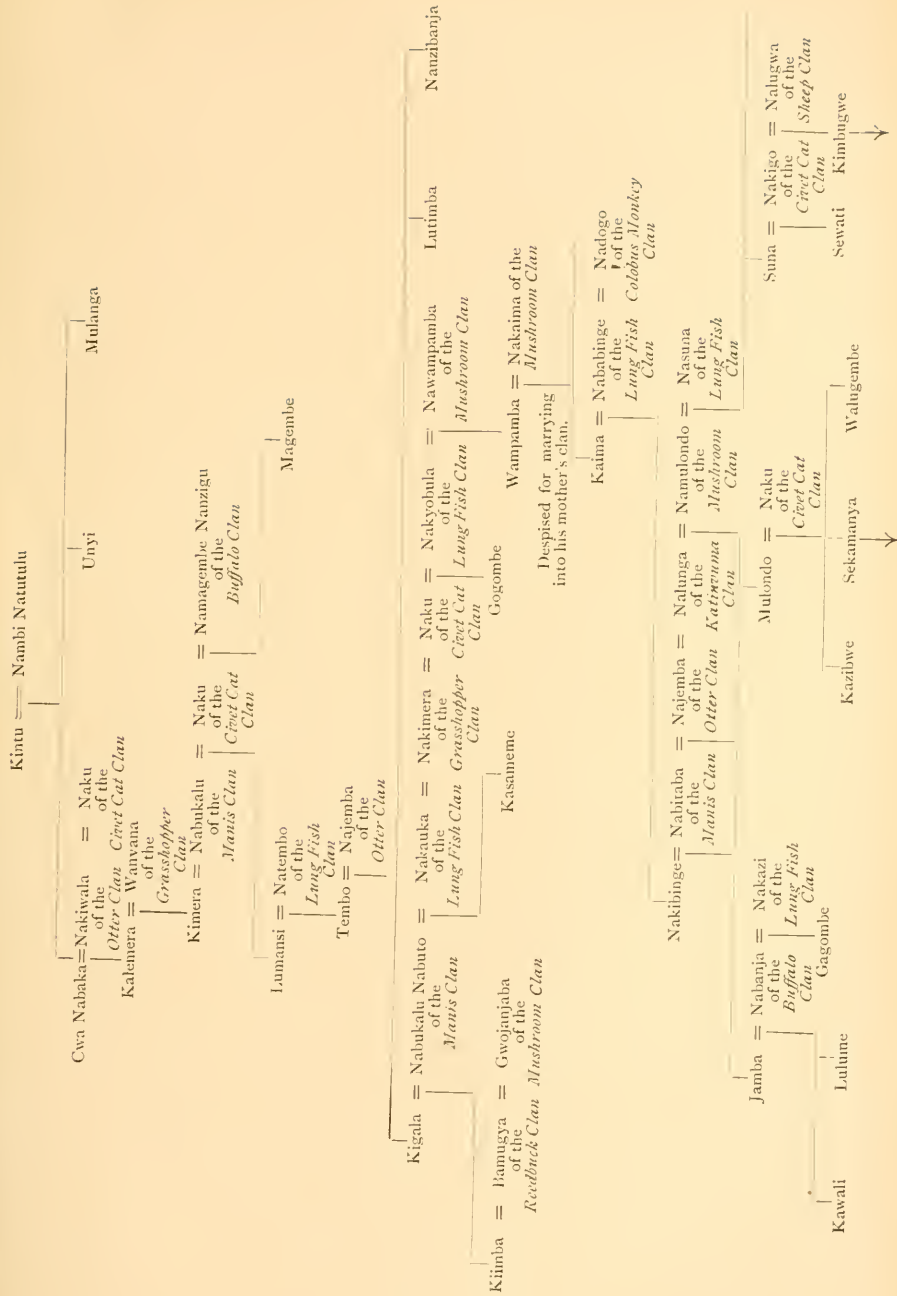 Kintu = Nambi Natutulu
Unyi
Mulanga
Cwa Nabaka = Nakiwala = Naku
of the of the
Otter Clan Civet Cat Clan
Kalemera = Wanyana
of the
Grasshopper
Clan
Kimera = Nabukalu = Naku = Namagembe Nanzigu
of the of the of the
Manis Clan Civet Cat Buffalo Clan
Clan
Lumansi = Natembo
of the
Lung Fish
Clan
Magembe
Tembo = Najemba
of the
Otter Clan
Kigala = Nabukalu Nabuto = Nakauka = Nakimera = Naku = Nakyobula = Nawampamba
of the of the of the of the of the of the
Manis Clan Lung Fish Clan Grasshopper Civet Cat Lung Fish Clan Mushroom Clan
Clan Clan
Lutimba
Nanzibanja
Kiimba = Bamugya = Gwojanjaba
of the of the
Reedbuck Clan Mushroom Clan
Kasameme
Gogombe
Wampamba = Nakaima of the
Mushroom Clan
Despised for marrying
into his mother's clan.
Kaima = Nababinge = Nadogo
of the of the
Lung Fish Colobus Monkey
Clan Clan
Nakibinge = Nabitaba = Najemba = Nalunga = Namulondo = Nasuna
of the of the of the of the of the
Manis Clan Otter Clan Katinvuma Mushroom Lung Fish
Clan Clan Clan
Jamba = Nabanja = Nakazi
of the of the
Buffalo Lung Fish
Clan Clan
Mulondo = Naku
of the
Civet Cat
Clan
Suna = Nakigo = Nalugwa
of the of the
Civet Cat Sheep Clan
Clan
Kawali
Lulume
Gagombe
Kazibwe
Sekamanya
Walugembe
Sewati
Kimbugwe